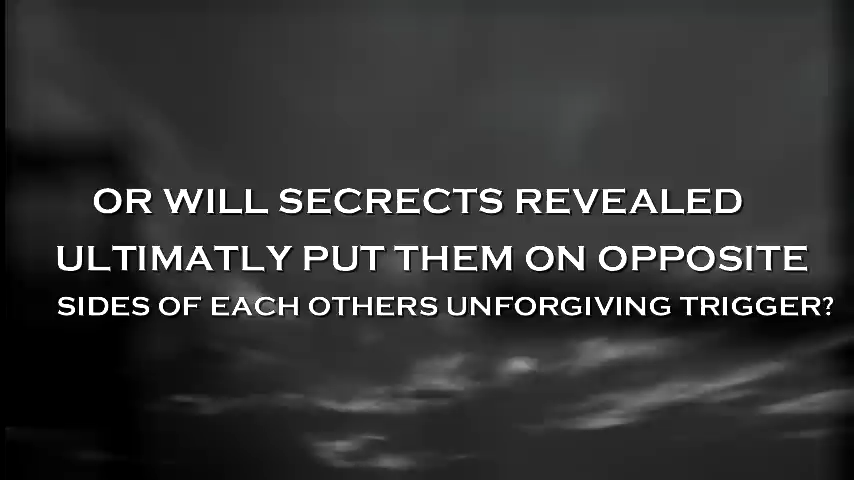 OR WILL SECRECTS REVEALED
ULTIMATLY PUT THEM ON OPPOSITE
SIDES OF EACH OTHERS UNFORGIVING TRIGGER?